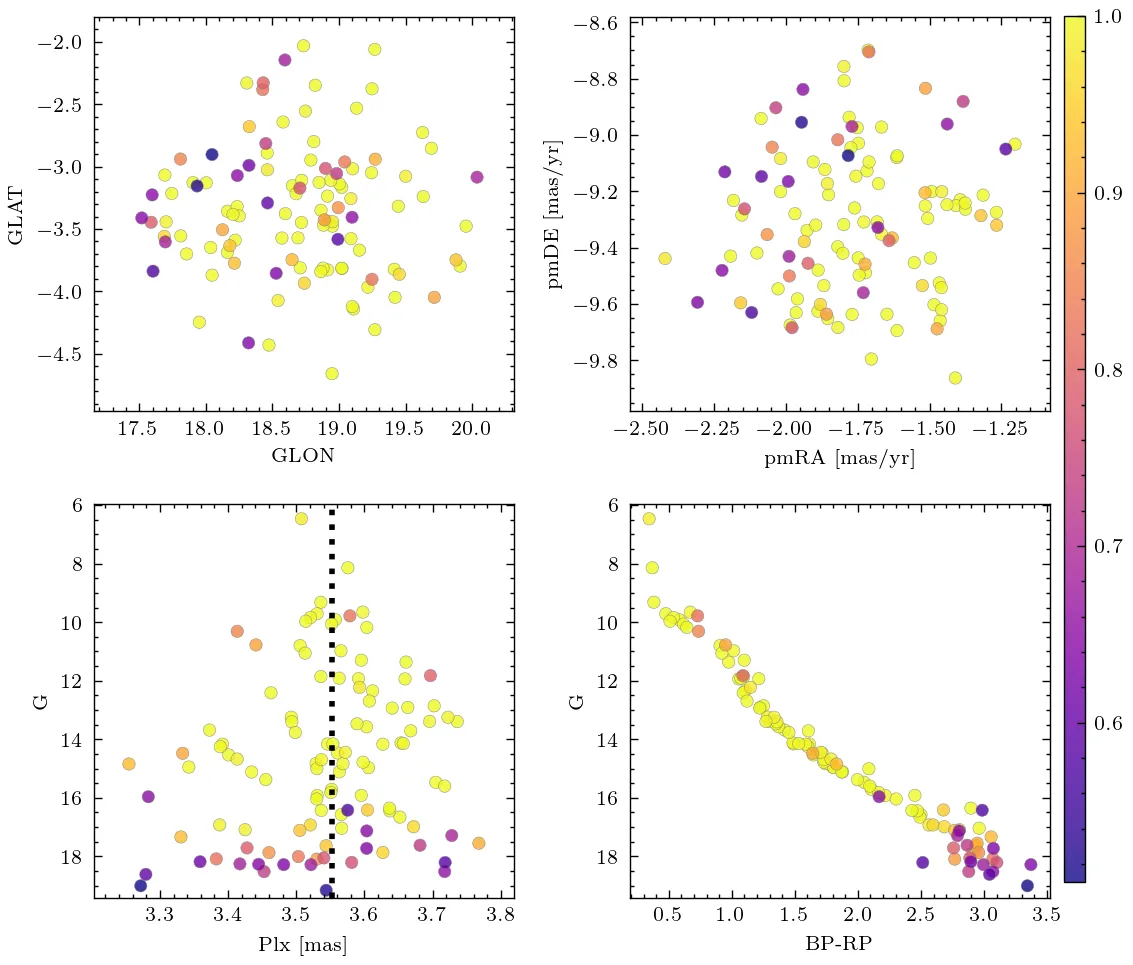 −2.0
−2.5
−3.0
−3.5
−4.0
−4.5
GLAT
17.5 18.0 18.5 19.0 19.5 20.0
GLON
−8.6
−8.8
−9.0
−9.2
−9.4
−9.6
−9.8
pmDE [mas/yr]
−2.50 −2.25 −2.00 −1.75 −1.50 −1.25
pmRA [mas/yr]
1.0
0.9
0.8
0.7
0.6
6
8
10
12
14
16
18
G
3.3 3.4 3.5 3.6 3.7 3.8
Plx [mas]
6
8
10
12
14
16
18
G
0.5 1.0 1.5 2.0 2.5 3.0 3.5
BP-RP